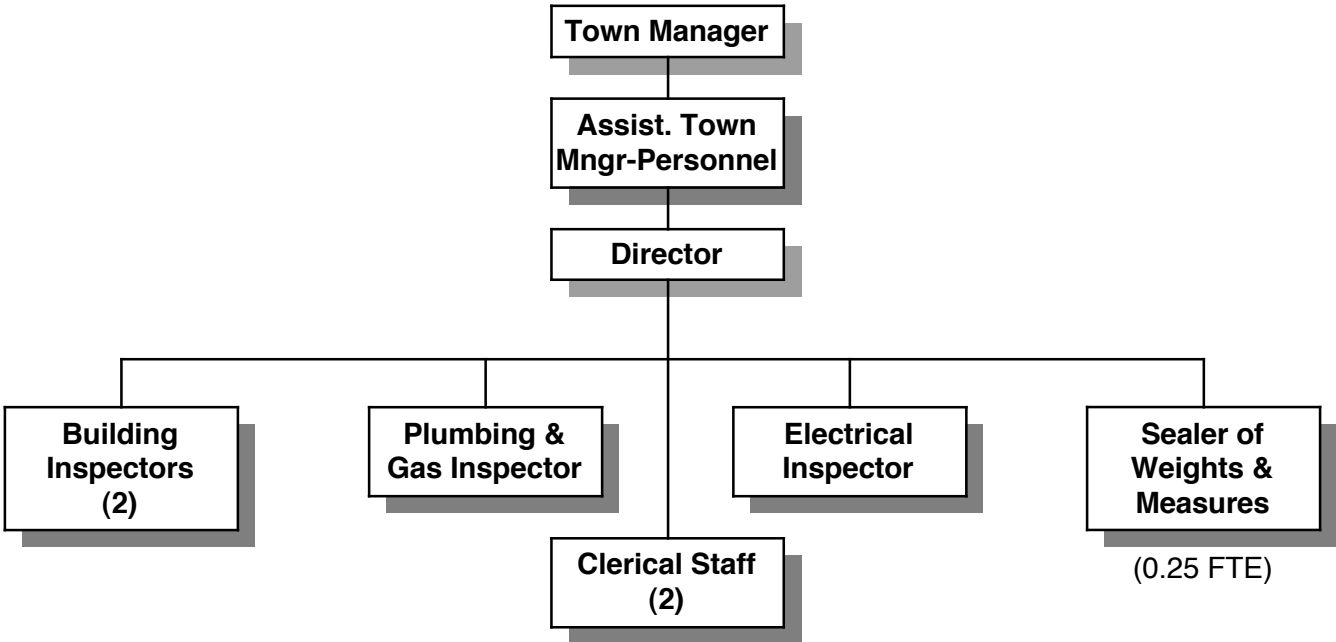 Town Manager
Assist. Town
Mngr-Personnel
Director
Building
Inspectors
(2)
Plumbing &
Gas Inspector
Electrical
Inspector
Sealer of
Weights &
Measures
(0.25 FTE)
Clerical Staff
(2)